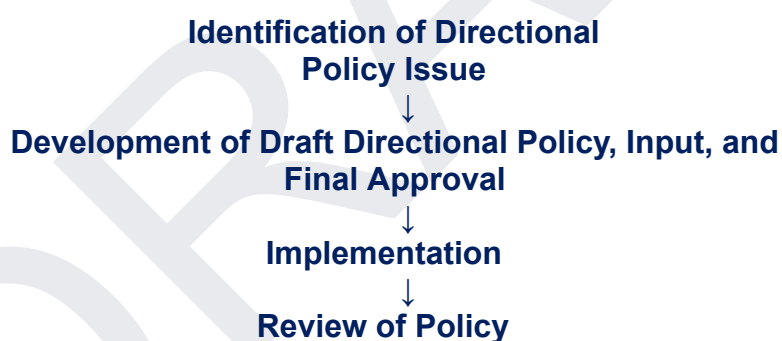 Identification of Directional
Policy Issue
↓
Development of Draft Directional Policy, Input, and
Final Approval
↓
Implementation
↓
Review of Policy